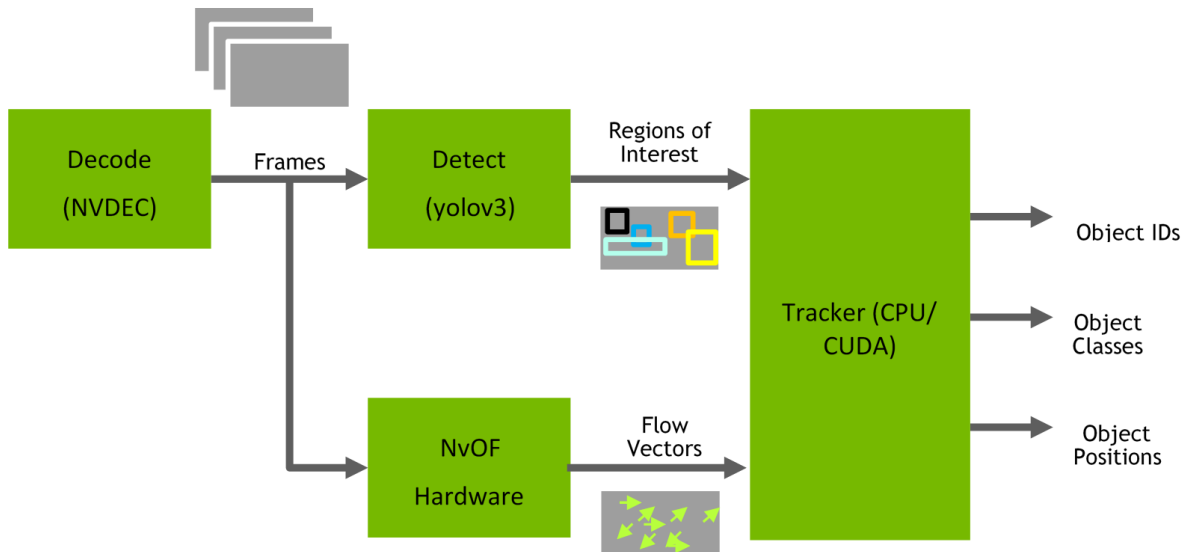 Decode
(NVDEC)
Frames
Detect
(yolov3)
Regions of
Interest
Tracker (CPU/
CUDA)
Object IDs
Object
Classes
Object
Positions
NvOF
Hardware
Flow
Vectors